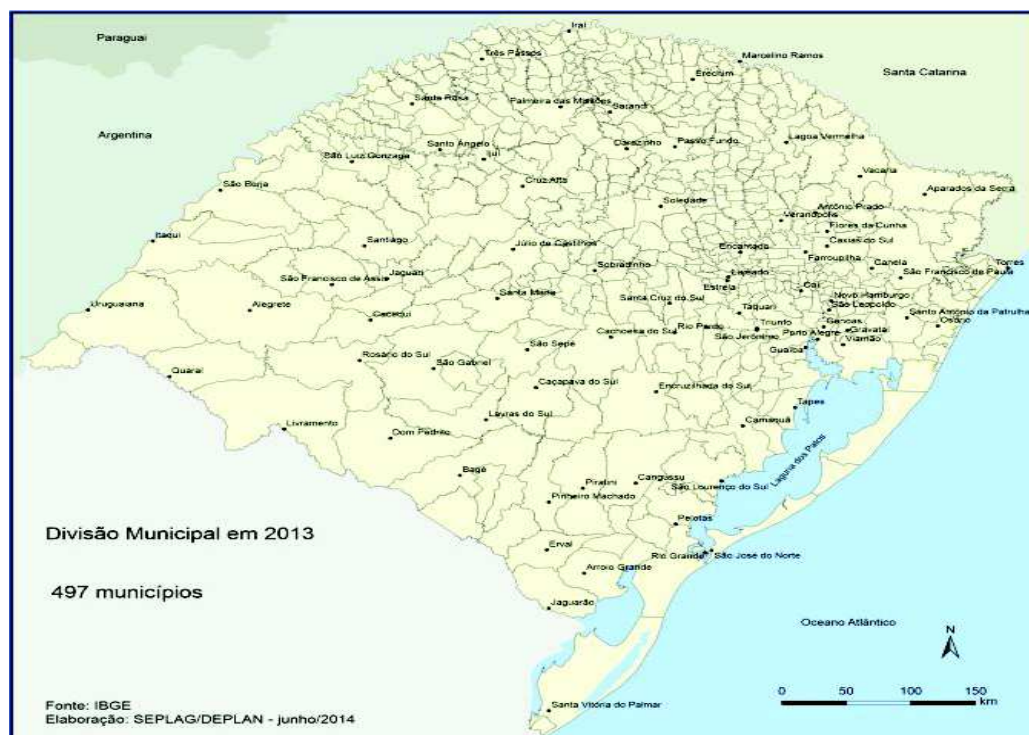 Paraguai
Argentina
Santa Catarina
Iraí
Três Passos
Marcelino Ramos
Erechim
Santa Rosa
Palmeira das Missões
Sarandi
Lagoa Vermelha
Santo Ângelo
Ijuí
Carazinho
Passo Fundo
São Luiz Gonzaga
São Borja
Cruz Alta
Vacaria
Aparados da Serra
Soledade
Antônio Prado
Veranópolis
Flores da Cunha
Caxias do Sul
Itaqui
Santiago
Júlio de Castilhos
Encantado
Farroupilha
Canela
Torres
Sobradinho
São Francisco de Paula
São Francisco de Assis
Jaguari
Lajeado
Estrela
Caí
Uruguaiana
Alegrete
Santa Maria
Santa Cruz do Sul
Novo Hamburgo
São Leopoldo
Taquari
Santo Antônio da Patrulha
Osório
Cacequi
Cachoeira do Sul
Rio Pardo
Triunfo
Canoas
Gravataí
São Jerônimo
Porto Alegre
Viamão
Guaíba
Rosário do Sul
São Gabriel
São Sepé
Quaraí
Caçapava do Sul
Encruzilhada do Sul
Tapes
Lavras do Sul
Camaquã
Livramento
Dom Pedrito
Laguna dos Patos
Bagé
Piratini
Cangussu
São Lourenço do Sul
Pinheiro Machado
Pelotas
Divisão Municipal em 2013
Erval
Rio Grande
São José do Norte
Arroio Grande
497 municípios
Jaguarão
Oceano Atlântico
N
0 50 100 150
km
Santa Vitória do Palmar
Fonte: IBGE
Elaboração: SEPLAG/DEPLAN - junho/2014